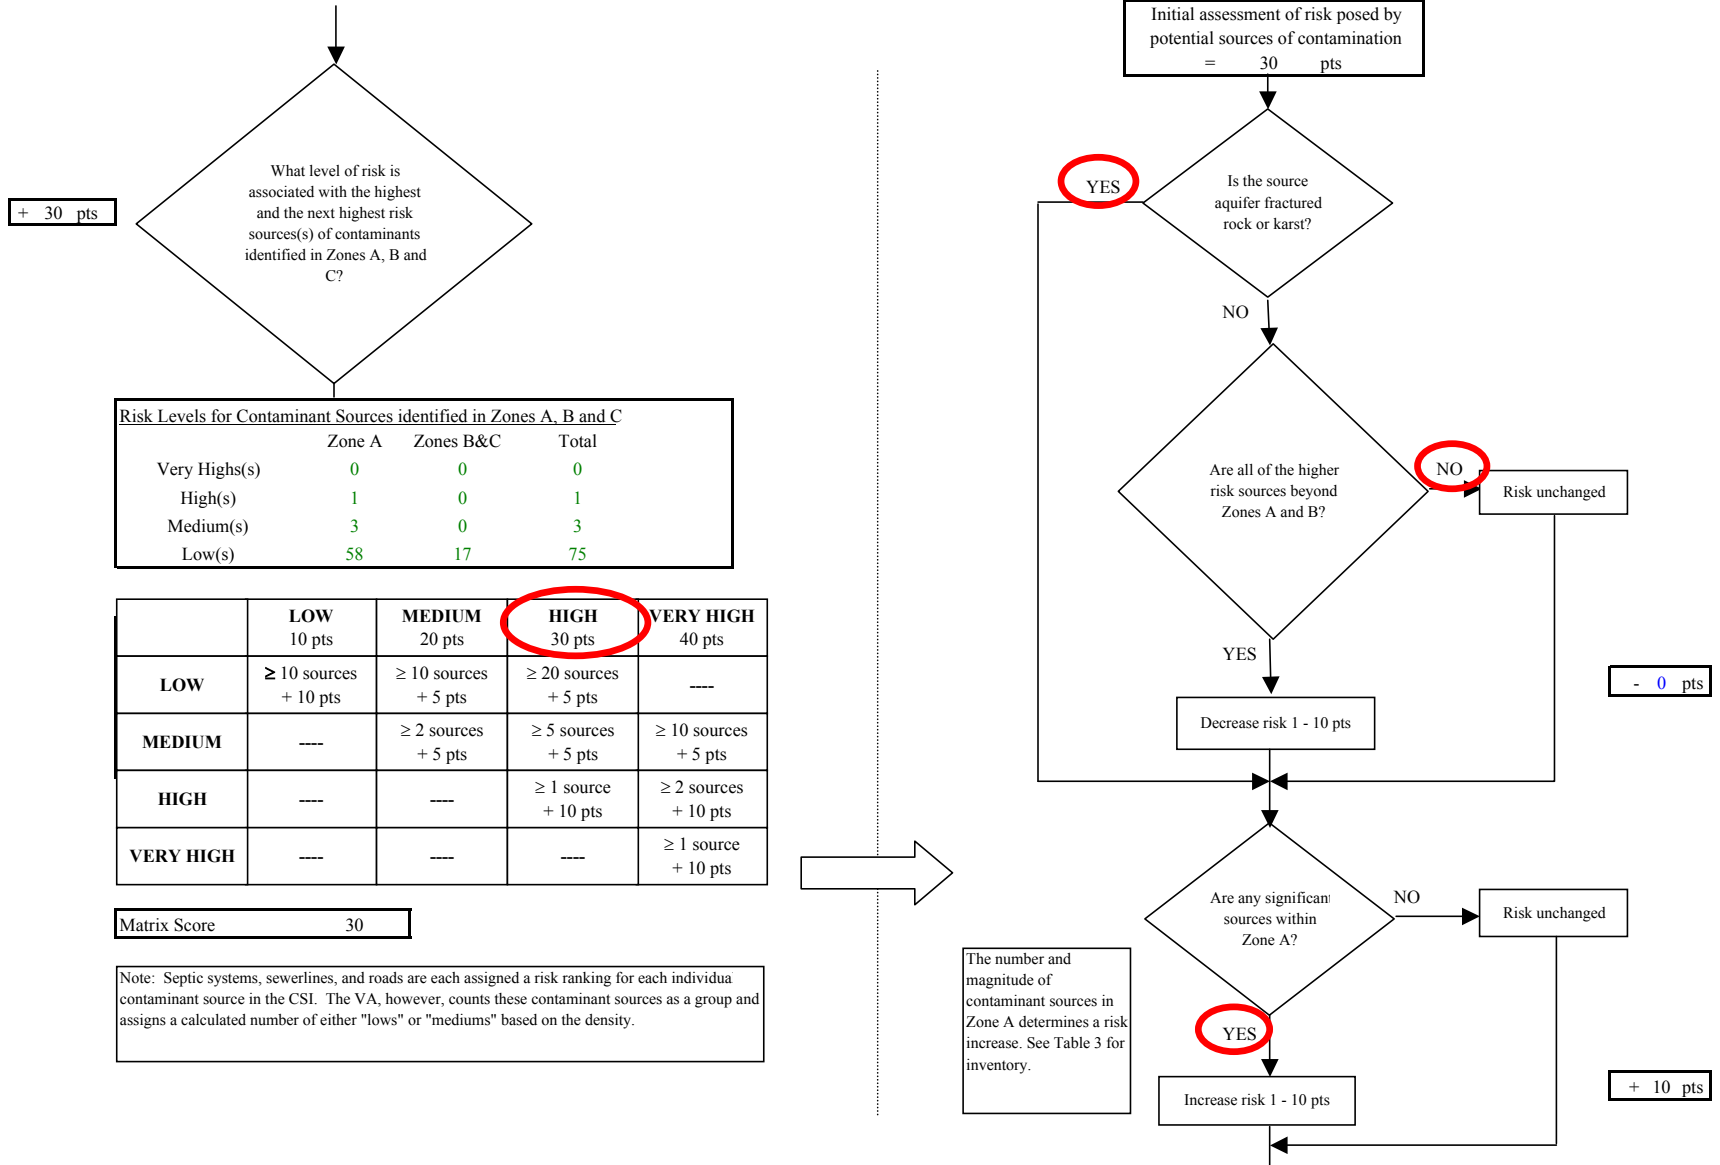 What level of risk is
associated with the highest
and the next highest risk
sources(s) of contaminants
identified in Zones A, B and
C?
+ 30 pts
Risk Levels for Contaminant Sources identified in Zones A, B and C
Zone A Zones B&C Total
Very Highs(s) 0 0 0
High(s) 1 0 1
Medium(s) 3 0 3
Low(s) 58 17 75
LOW MEDIUM HIGH VERY HIGH
10 pts 20 pts 30 pts 40 pts
LOW ≥ 10 sources + 10 pts ≥ 10 sources + 5 pts ≥ 20 sources + 5 pts ----
MEDIUM ---- ≥ 2 sources + 5 pts ≥ 5 sources + 5 pts ≥ 10 sources + 5 pts
HIGH ---- ---- ≥ 1 source + 10 pts ≥ 2 sources + 10 pts
VERY HIGH ---- ---- ---- ≥ 1 source + 10 pts
Matrix Score 30
Note: Septic systems, sewerlines, and roads are each assigned a risk ranking for each individua
contaminant source in the CSI. The VA, however, counts these contaminant sources as a group and
assigns a calculated number of either "lows" or "mediums" based on the density.
Initial assessment of risk posed by
potential sources of contamination
= 30 pts
YES
Is the source
aquifer fractured
rock or karst?
NO
Are all of the higher
risk sources beyond
Zones A and B?
NO
Risk unchanged
YES
- 0 pts
Decrease risk 1 - 10 pts
Are any significant
sources within
Zone A?
NO
Risk unchanged
The number and
magnitude of
contaminant sources in
Zone A determines a risk
increase. See Table 3 for
inventory.
YES
Increase risk 1 - 10 pts
+ 10 pts